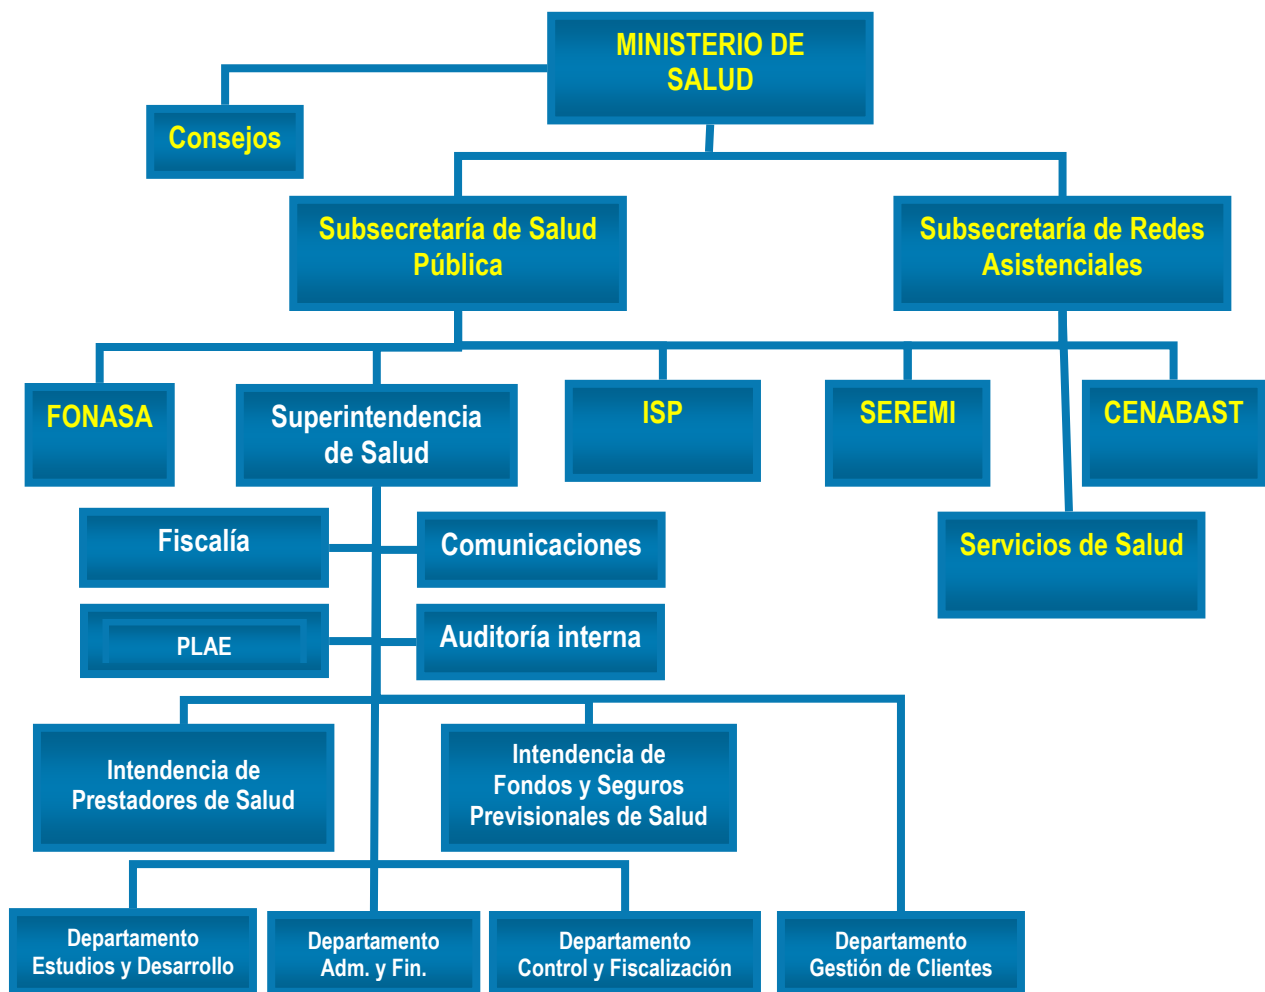 MINISTERIO DE
SALUD
Consejos
Subsecretaría de Salud
Pública
Subsecretaría de Redes
Asistenciales
FONASA
Superintendencia
de Salud
ISP
SEREMI
CENABAST
Fiscalía
Comunicaciones
Servicios de Salud
PLAE
Auditoría interna
Intendencia de
Prestadores de Salud
Intendencia de
Fondos y Seguros
Previsionales de Salud
Departamento
Estudios y Desarrollo
Departamento
Adm. y Fin.
Departamento
Control y Fiscalización
Departamento
Gestión de Clientes